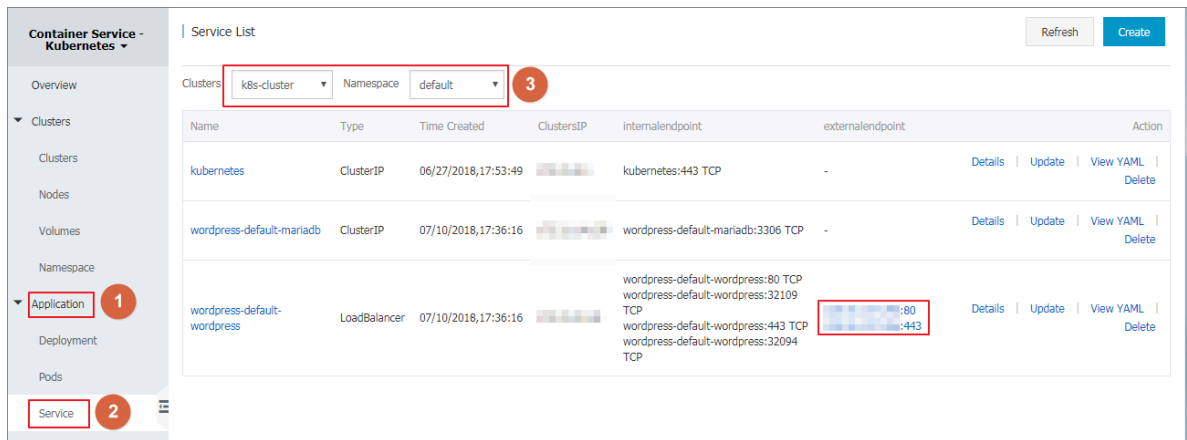 Container Service -
Kubernetes
Overview
Clusters
Clusters
Nodes
Volumes
Namespace
Application
1
Deployment
Pods
Service
2
Service List
Refresh
Create
Clusters
k8s-cluster
Namespace
default
3
Name
Type
Time Created
ClustersIP
internalendpoint
externalendpoint
Action
kubernetes
ClusterIP
06/27/2018,17:53:49
kubernetes:443 TCP
-
Details | Update | View YAML |
Delete
wordpress-default-mariadb
ClusterIP
07/10/2018,17:36:16
wordpress-default-mariadb:3306 TCP
-
Details | Update | View YAML |
Delete
wordpress-default-
wordpress
LoadBalancer
07/10/2018,17:36:16
wordpress-default-wordpress:80 TCP
wordpress-default-wordpress:32109
TCP
wordpress-default-wordpress:443 TCP
wordpress-default-wordpress:32094
TCP
:80
:443
Details | Update | View YAML |
Delete